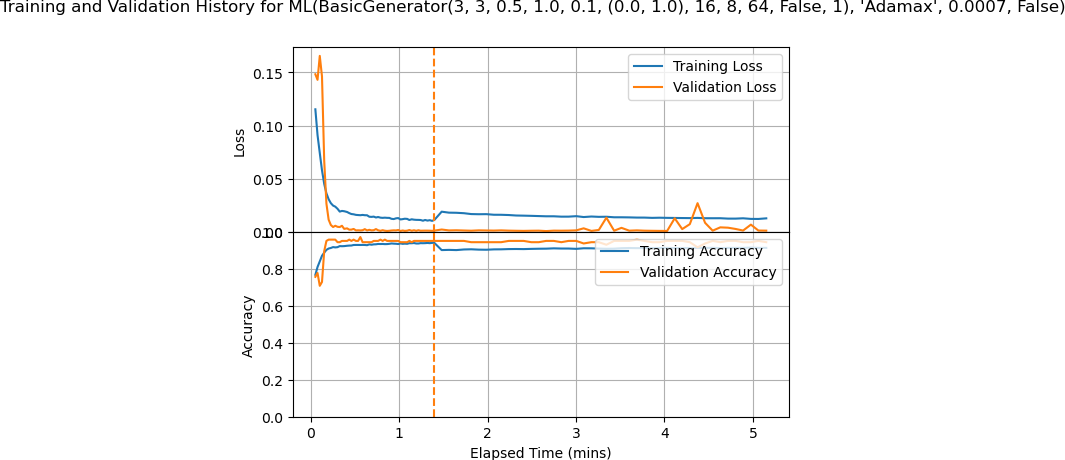 Training and Validation History for ML(BasicGenerator(3, 3, 0.5, 1.0, 0.1, (0.0, 1.0), 16, 8, 64, False, 1), 'Adamax', 0.0007, False)
Training Loss
Validation Loss
Loss
0.15
0.10
0.05
0.00
Training Accuracy
Validation Accuracy
Accuracy
1.0
0.8
0.6
0.4
0.2
0.0
0 1 2 3 4 5
Elapsed Time (mins)